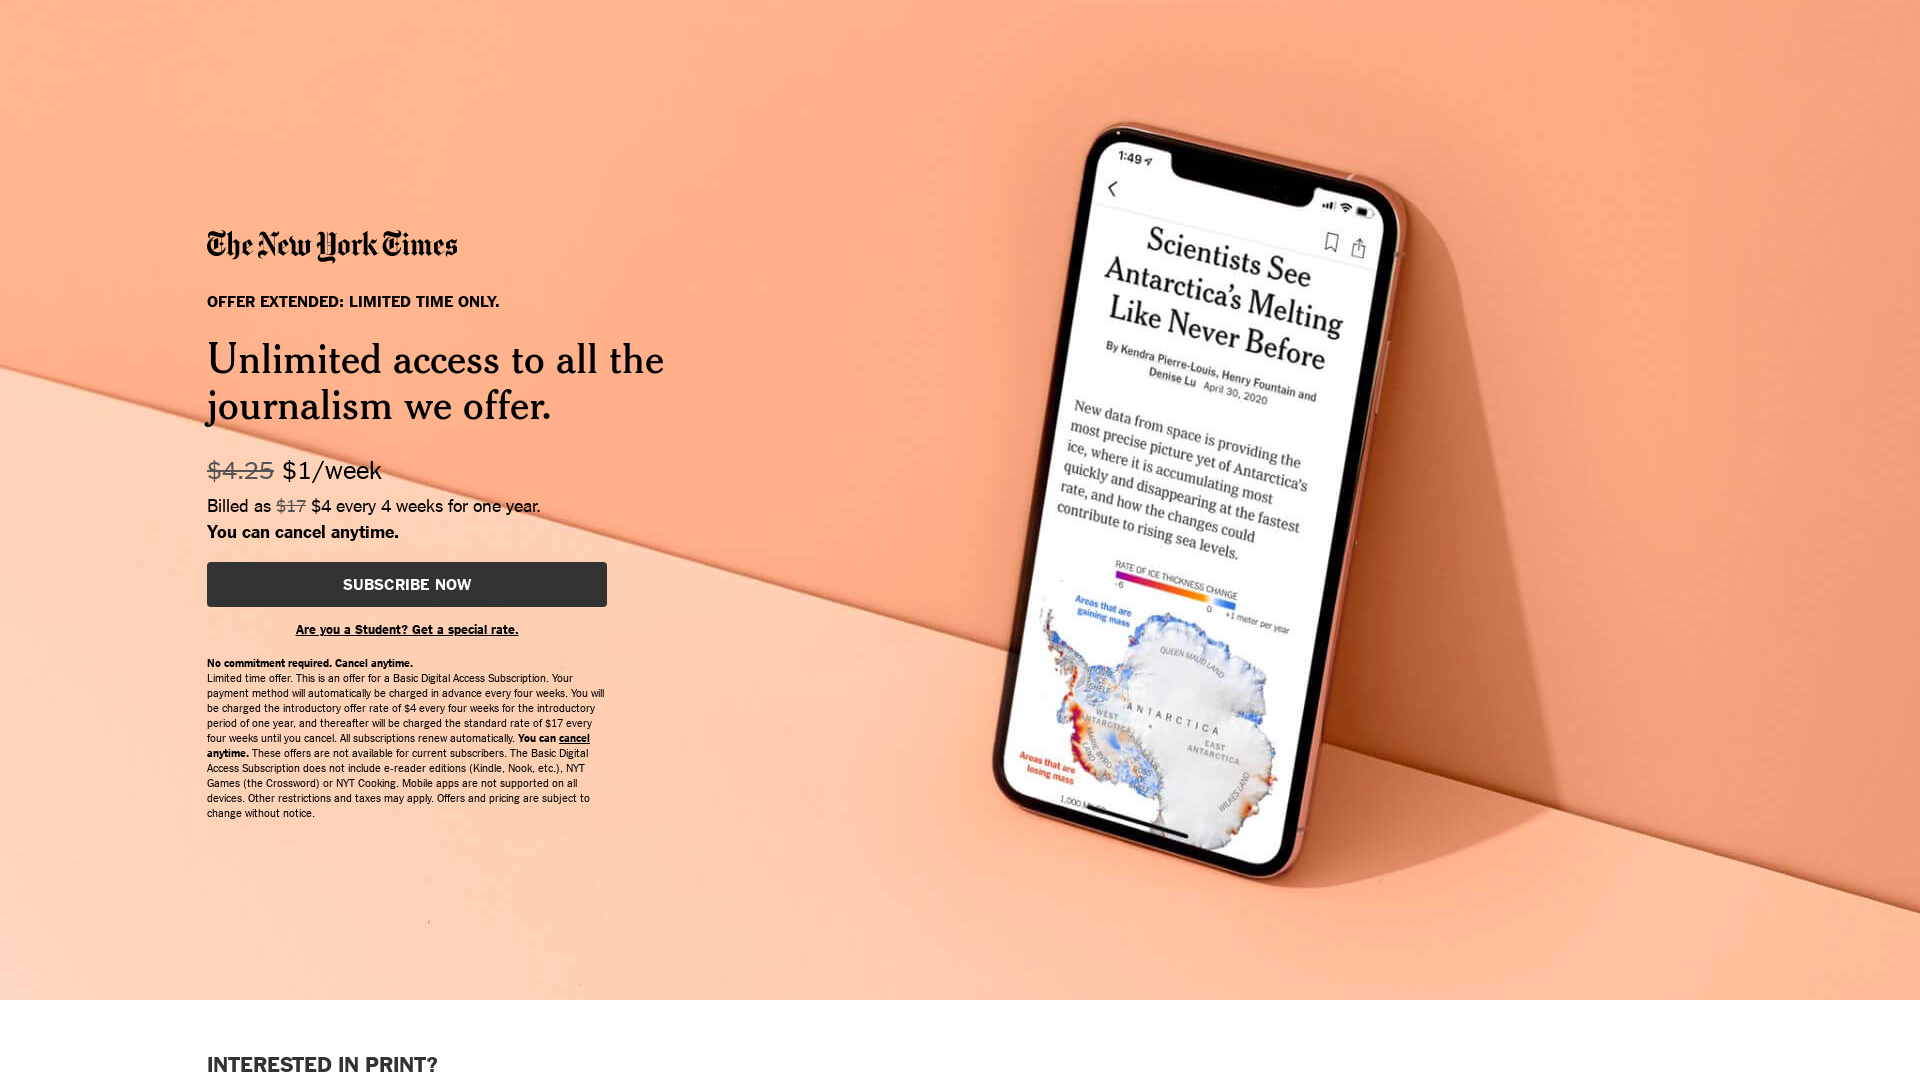 The New York Times
OFFER EXTENDED: LIMITED TIME ONLY.
Unlimited access to all the
journalism we offer.
$4.25 $1/week
Billed as $17 $4 every 4 weeks for one year.
You can cancel anytime.
SUBSCRIBE NOW
Are you a Student? Get a special rate.
No commitment required. Cancel anytime.
Limited time offer. This is an offer for a Basic Digital Access Subscription. Your
payment method will automatically be charged in advance every four weeks. You will
be charged the introductory offer rate of $4 every four weeks for the introductory
period of one year, and thereafter will be charged the standard rate of $17 every
four weeks until you cancel. All subscriptions renew automatically. You can cancel
anytime. These offers are not available for current subscribers. The Basic Digital
Access Subscription does not include e-reader editions (Kindle, Nook, etc.), NYT
Games (the Crossword) or NYT Cooking. Mobile apps are not supported on all
devices. Other restrictions and taxes may apply. Offers and pricing are subject to
change without notice.
1:49
Scientists See
Antarctica's Melting
Like Never Before
By Kendra Pierre-Louis, Henry Fountain and
Denise Lu April 30, 2020
New data from space is providing the
most precise picture yet of Antarctica's
ice, where it is accumulating most
quickly and disappearing at the fastest
rate, and how the changes could
contribute to rising sea levels.
RATE OF ICE THICKNESS CHANGE
-6
0
+1 meter per year
Areas that are
gaining mass
QUEEN MAUD LAND
SHELF
ANTARCTICA
WEST
ANTARCTICA
EAST
ANTARCTICA
MARIE BYRD
LAND
WILKES LAND
Areas that are
losing mass
1,000
INTERESTED IN PRINT?